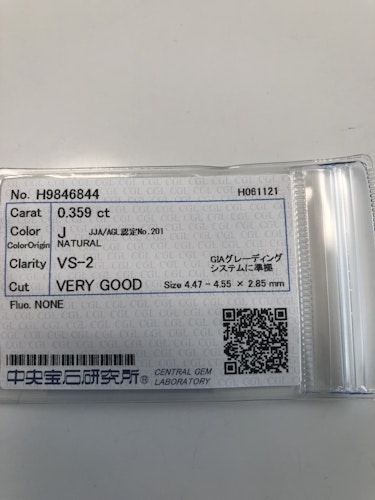 No. H9846844 H061121
Carat 0.359 ct
Color J JJA/AGL認定No.201
ColorOrigin NATURAL
Clarity VS-2 GIAグレーディング
システムに準拠
Cut VERY GOOD Size 4.47 - 4.55 × 2.85 mm
Fluo. NONE
中央宝石研究所® CENTRAL GEM
LABORATORY